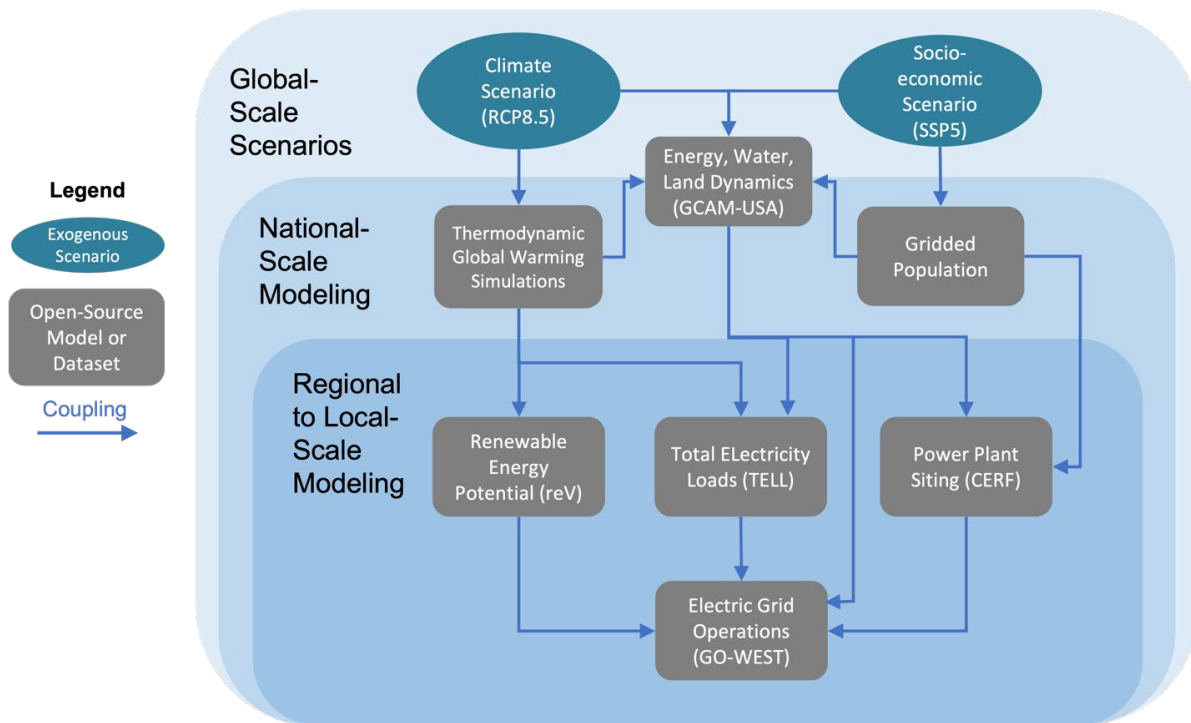 Legend
Exogenous
Scenario
Open-Source
Model or
Dataset
Coupling
Global-
Scale
Scenarios
Climate
Scenario
(RCP8.5)
Socio-
economic
Scenario
(SSP5)
Energy, Water,
Land Dynamics
(GCAM-USA)
National-
Scale
Modeling
Thermodynamic
Global Warming
Simulations
Gridded
Population
Regional
to Local-
Scale
Modeling
Renewable
Energy
Potential (reV)
Total ELectricity
Loads (TELL)
Power Plant
Siting (CERF)
Electric Grid
Operations
(GO-WEST)